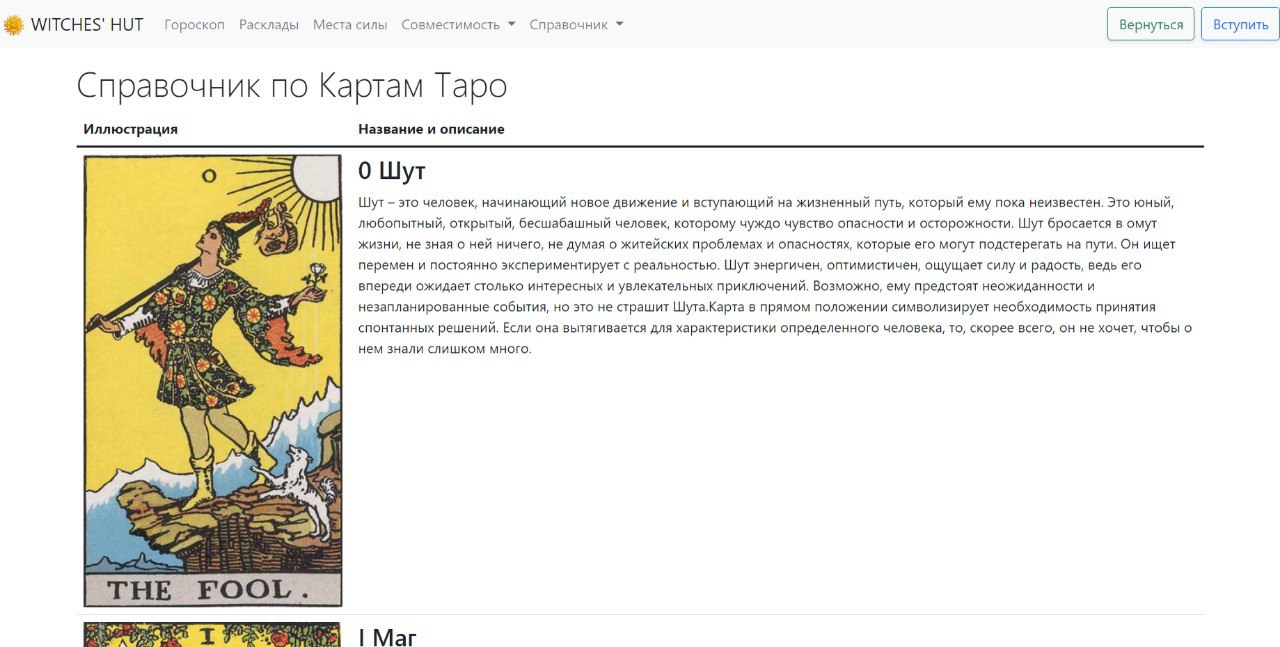 WITCHES' HUT Гороскоп Расклады Места силы Совместимость Справочник Вернуться Вступить
Справочник по Картам Таро
Иллюстрация Название и описание
0
THE FOOL.
0 Шут
Шут – это человек, начинающий новое движение и вступающий на жизненный путь, который ему пока неизвестен. Это юный,
любопытный, открытый, бесшабашный человек, которому чуждо чувство опасности и осторожности. Шут бросается в омут
жизни, не зная о ней ничего, не думая о житейских проблемах и опасностях, которые его могут подстерегать на пути. Он ищет
перемен и постоянно экспериментирует с реальностью. Шут энергичен, оптимистичен, ощущает силу и радость, ведь его
впереди ожидает столько интересных и увлекательных приключений. Возможно, ему предстоят неожиданности и
незапланированные события, но это не страшит Шута.Карта в прямом положении символизирует необходимость принятия
спонтанных решений. Если она вытягивается для характеристики определенного человека, то, скорее всего, он не хочет, чтобы о
нем знали слишком много.
I
I Маг